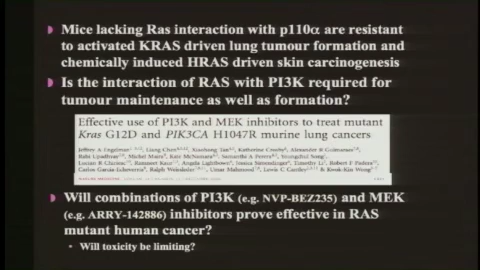 Mice lacking Ras interaction with p110α are resistant
to activated KRAS driven lung tumour formation and
chemically induced HRAS driven skin carcinogenesis
Is the interaction of RAS with PI3K required for
tumour maintenance as well as formation?
Effective use of PI3K and MEK inhibitors to treat mutant
Kras G12D and PIK3CA H1047R murine lung cancers
Will combinations of PI3K (e.g. NVP-BEZ235) and MEK
(e.g. ARRY-142886) inhibitors prove effective in RAS
mutant human cancer?
• Will toxicity be limiting?